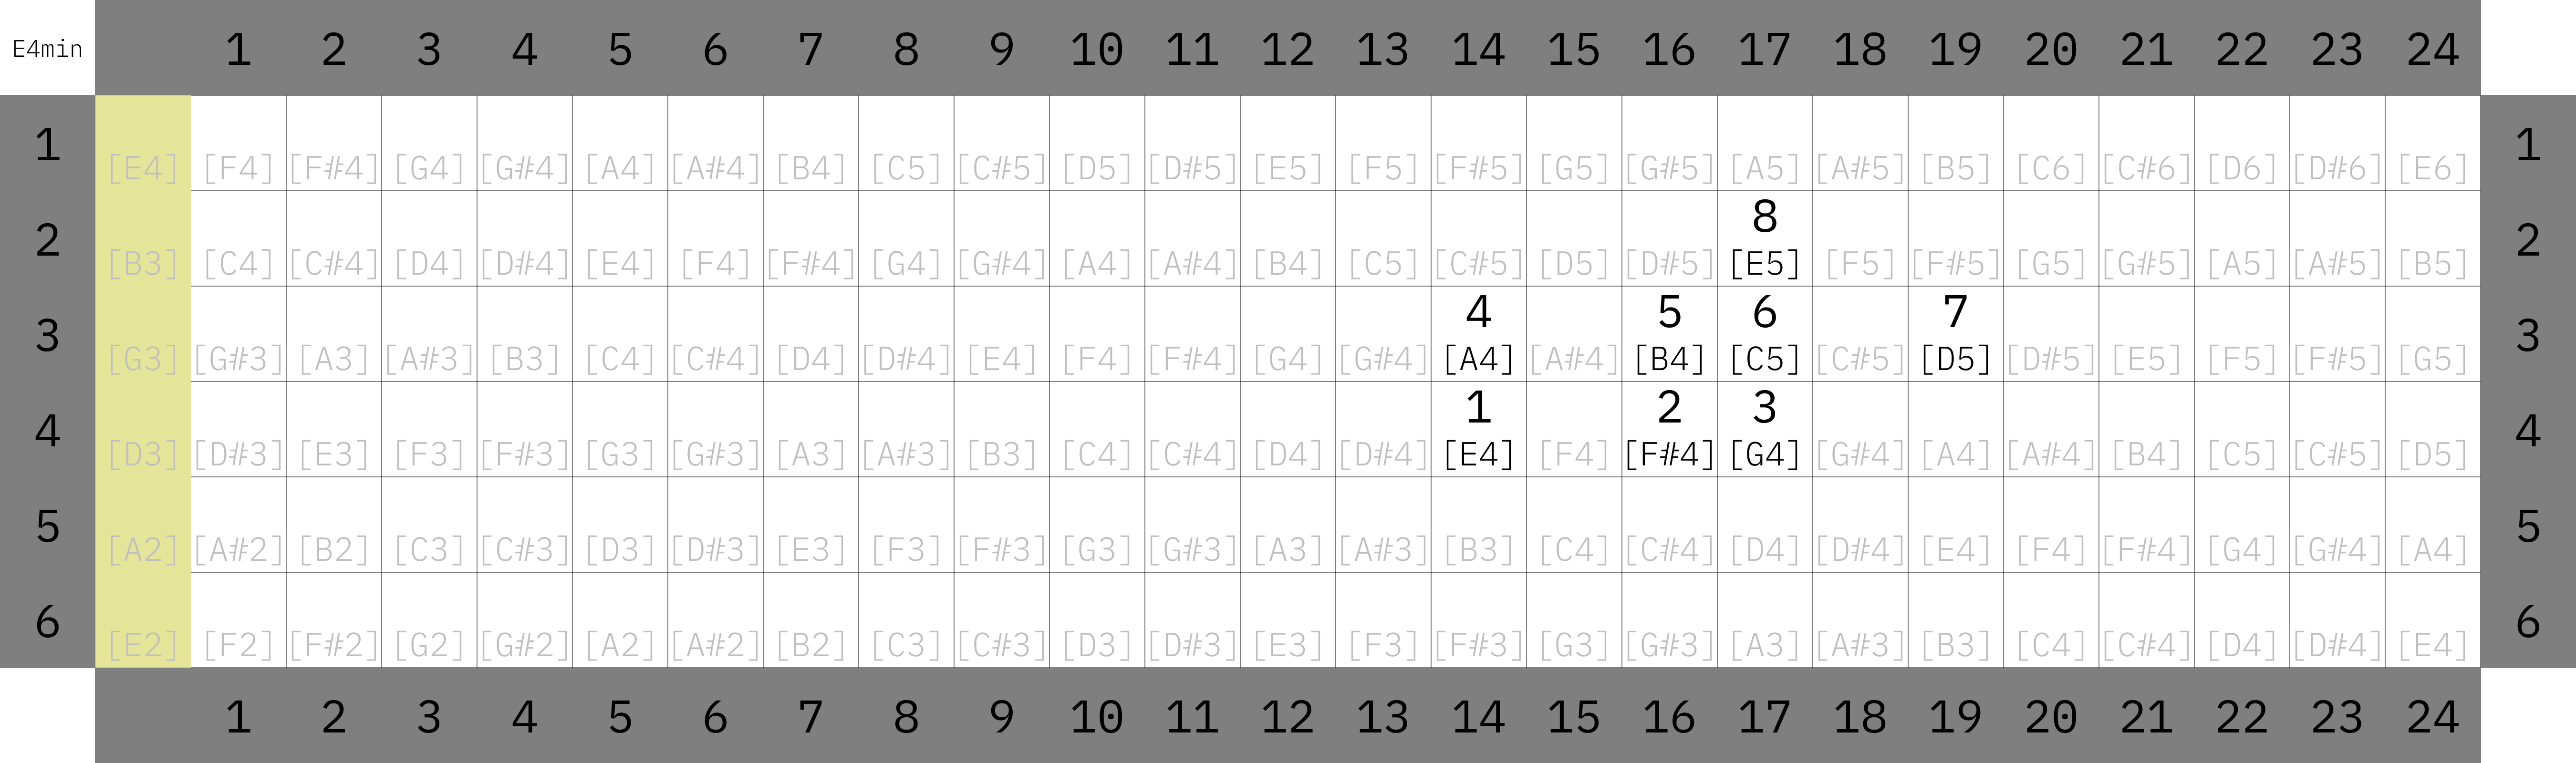 E4min 1 2 3 4 5 6 7 8 9 10 11 12 13 14 15 16 17 18 19 20 21 22 23 24
1 [E4] [F4] [F#4] [G4] [G#4] [A4] [A#4] [B4] [C5] [C#5] [D5] [D#5] [E5] [F5] [F#5] [G5] [G#5] [A5] [A#5] [B5] [C6] [C#6] [D6] [D#6] [E6] 1
8
2 [B3] [C4] [C#4] [D4] [D#4] [E4] [F4] [F#4] [G4] [G#4] [A4] [A#4] [B4] [C5] [C#5] [D5] [D#5] [E5] [F5] [F#5] [G5] [G#5] [A5] [A#5] [B5] 2
4 5 6 7
3 [G3] [G#3] [A3] [A#3] [B3] [C4] [C#4] [D4] [D#4] [E4] [F4] [F#4] [G4] [G#4] [A4] [A#4] [B4] [C5] [C#5] [D5] [D#5] [E5] [F5] [F#5] [G5] 3
1 2 3
4 [D3] [D#3] [E3] [F3] [F#3] [G3] [G#3] [A3] [A#3] [B3] [C4] [C#4] [D4] [D#4] [E4] [F4] [F#4] [G4] [G#4] [A4] [A#4] [B4] [C5] [C#5] [D5] 4
5 [A2] [A#2] [B2] [C3] [C#3] [D3] [D#3] [E3] [F3] [F#3] [G3] [G#3] [A3] [A#3] [B3] [C4] [C#4] [D4] [D#4] [E4] [F4] [F#4] [G4] [G#4] [A4] 5
6 [E2] [F2] [F#2] [G2] [G#2] [A2] [A#2] [B2] [C3] [C#3] [D3] [D#3] [E3] [F3] [F#3] [G3] [G#3] [A3] [A#3] [B3] [C4] [C#4] [D4] [D#4] [E4] 6
1 2 3 4 5 6 7 8 9 10 11 12 13 14 15 16 17 18 19 20 21 22 23 24